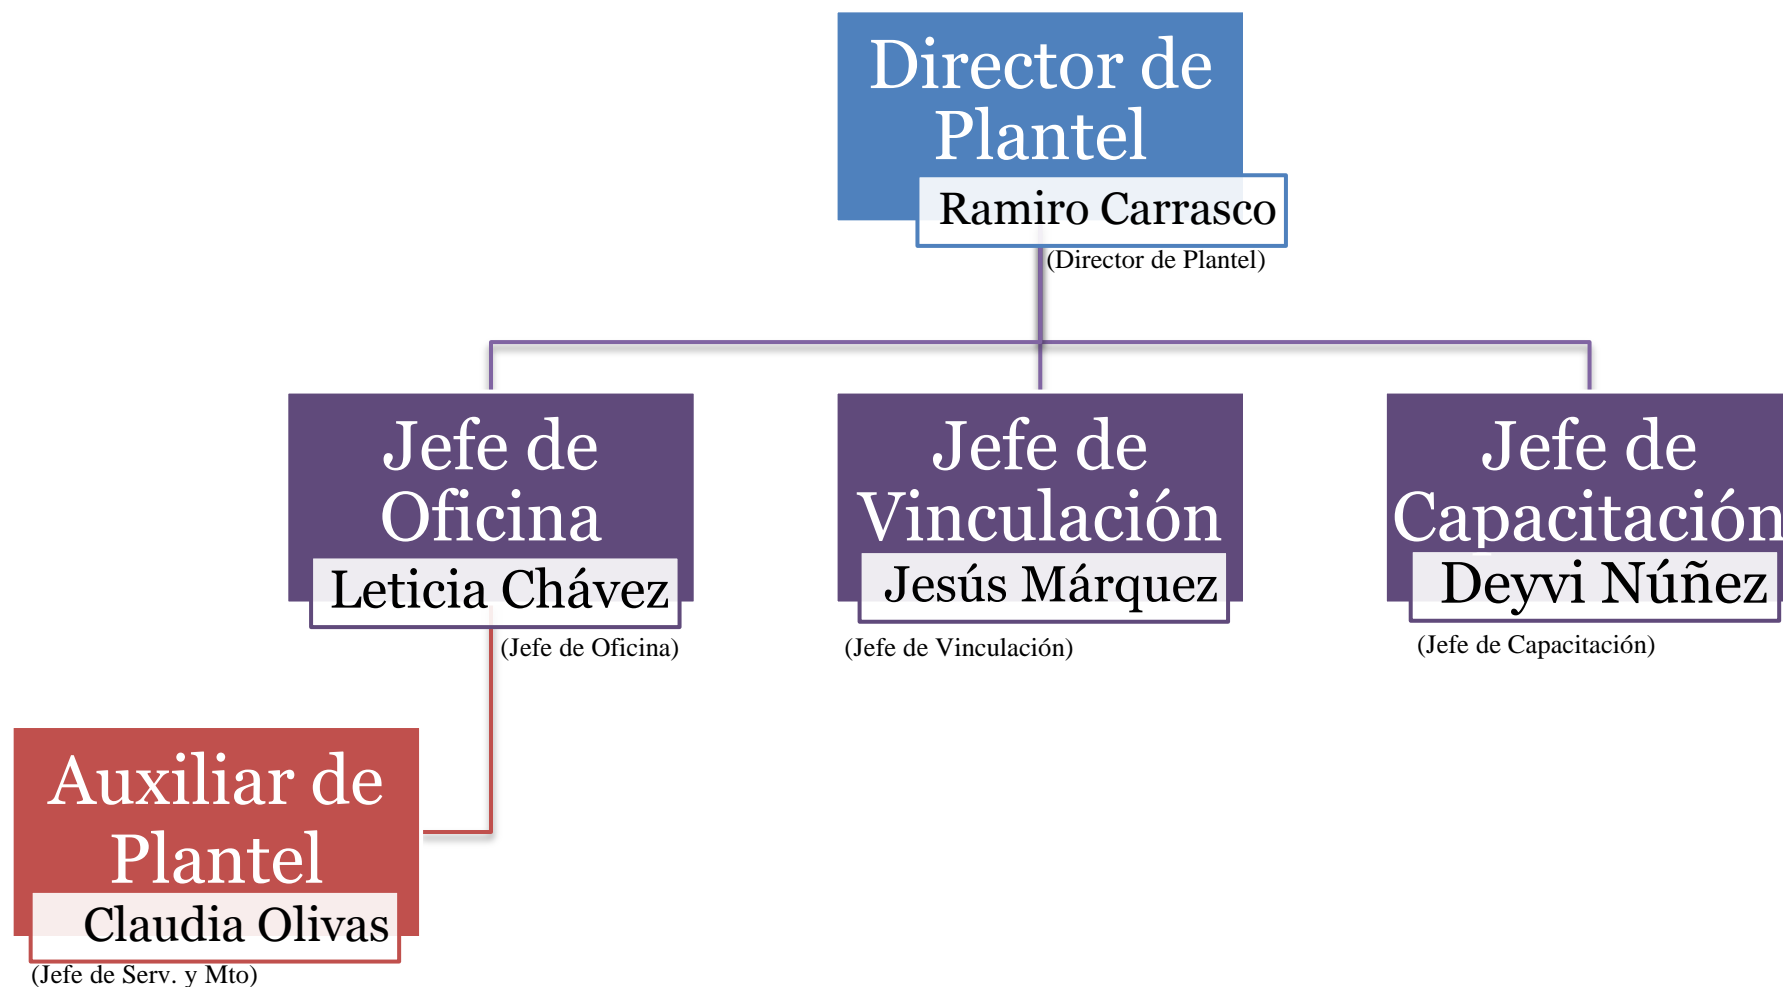 Director de
Plantel
Ramiro Carrasco
(Director de Plantel)
Jefe de
Oficina
Leticia Chávez
(Jefe de Oficina)
Jefe de
Vinculación
Jesús Márquez
(Jefe de Vinculación)
Jefe de
Capacitación
Deyvi Núñez
(Jefe de Capacitación)
Auxiliar de
Plantel
Claudia Olivas
(Jefe de Serv. y Mto)